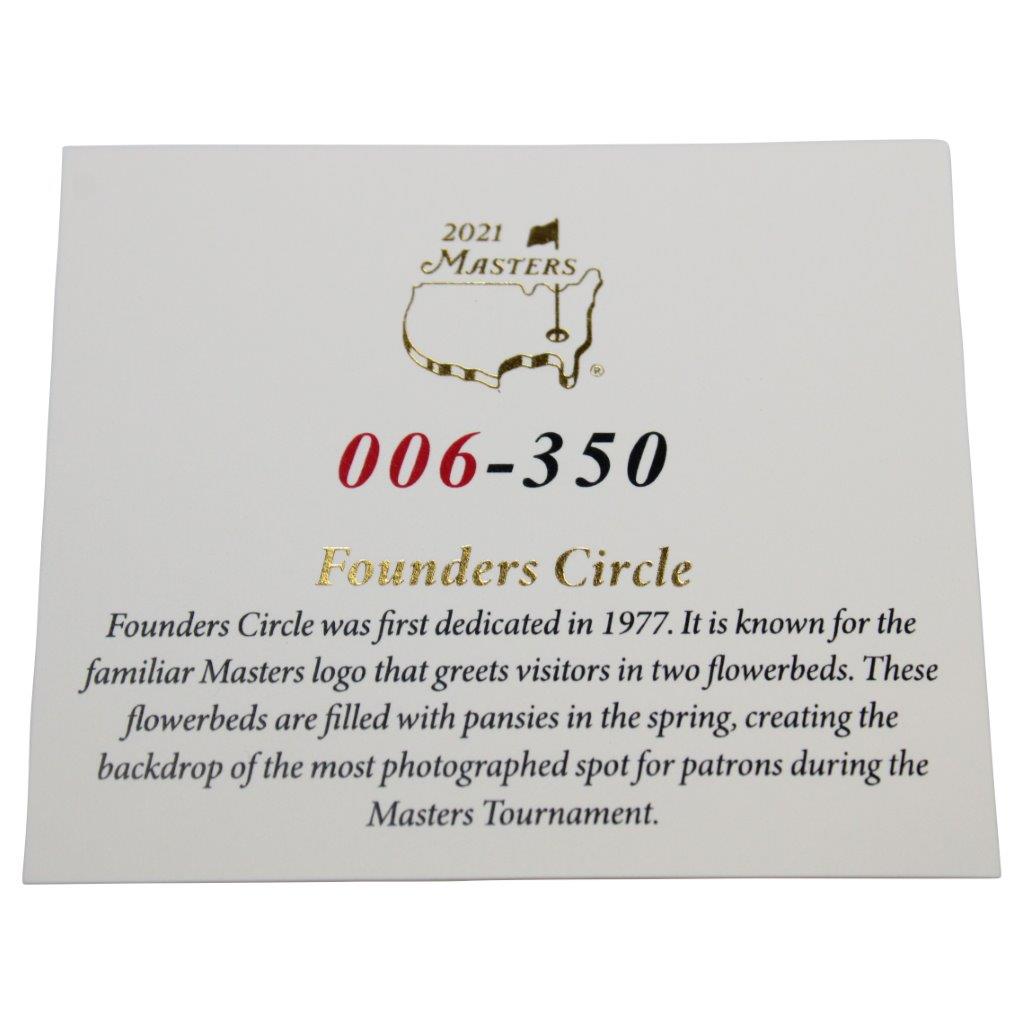 2021
MASTERS
®
006-350
Founders Circle
Founders Circle was first dedicated in 1977. It is known for the
familiar Masters logo that greets visitors in two flowerbeds. These
flowerbeds are filled with pansies in the spring, creating the
backdrop of the most photographed spot for patrons during the
Masters Tournament.